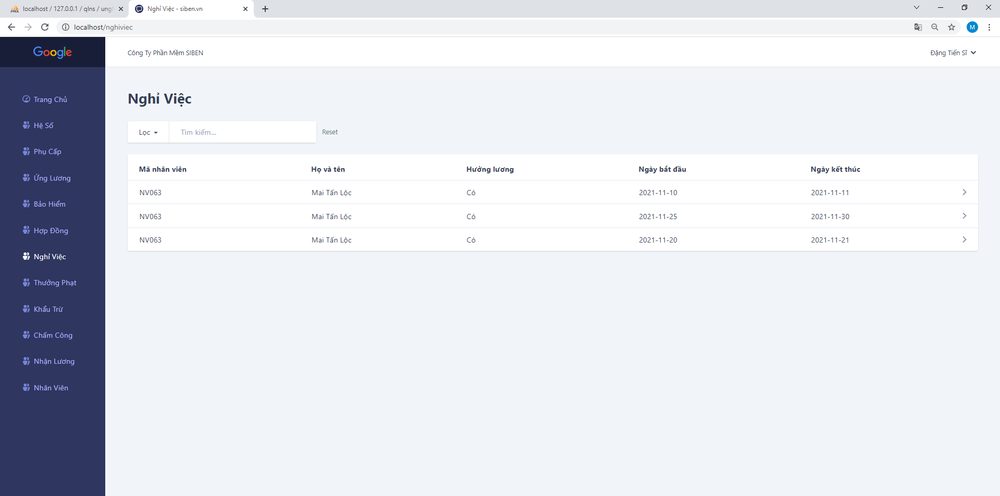 localhost / 127.0.0.1 / qlns / ungl
Nghỉ Việc - siben.vn
localhost/nghiviec
M
Google
Công Ty Phần Mềm SIBEN
Đặng Tiến Sĩ
Trang Chủ
Hệ Số
Phụ Cấp
Ứng Lương
Bảo Hiểm
Hợp Đồng
Nghỉ Việc
Thưởng Phạt
Khấu Trừ
Chấm Công
Nhận Lương
Nhân Viên
Nghỉ Việc
Lọc
Tìm kiếm...
Reset
Mã nhân viên Họ và tên Hưởng lương Ngày bắt đầu Ngày kết thúc
NV063 Mai Tấn Lộc Có 2021-11-10 2021-11-11
NV063 Mai Tấn Lộc Có 2021-11-25 2021-11-30
NV063 Mai Tấn Lộc Có 2021-11-20 2021-11-21